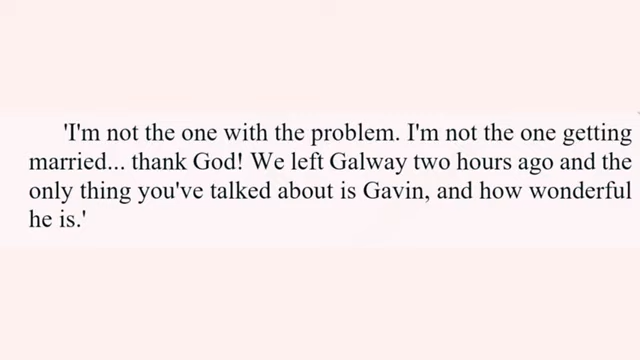 'I'm not the one with the problem. I'm not the one getting
married... thank God! We left Galway two hours ago and the
only thing you've talked about is Gavin, and how wonderful
he is.'